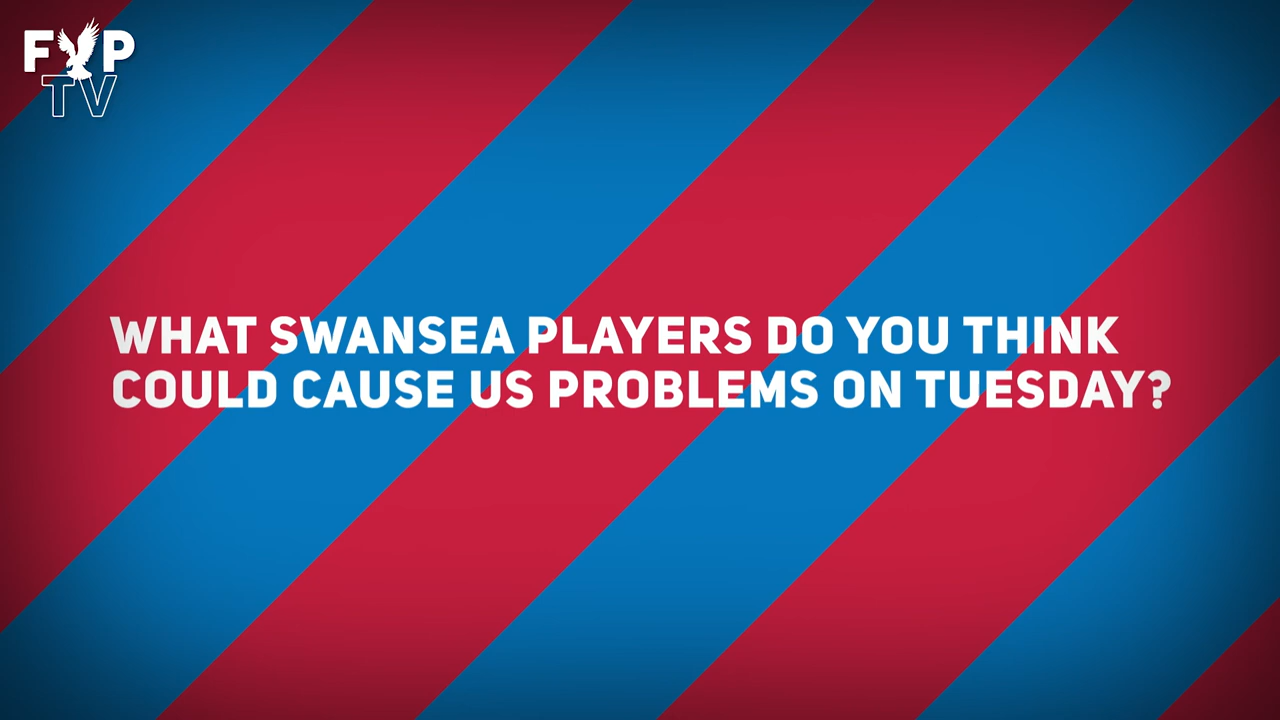 FYP
TV
WHAT SWANSEA PLAYERS DO YOU THINK
COULD CAUSE US PROBLEMS ON TUESDAY?